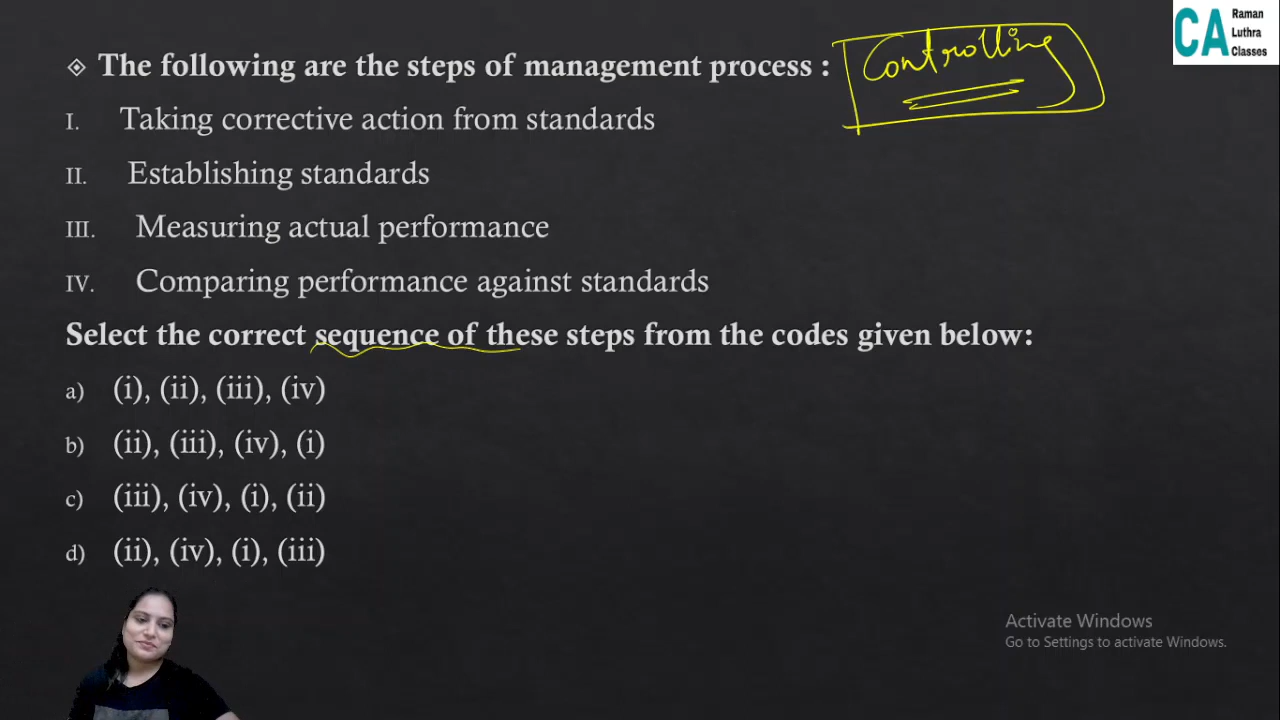 The following are the steps of management process :
Controlling
CA Raman Luthra Classes
I. Taking corrective action from standards
II. Establishing standards
III. Measuring actual performance
IV. Comparing performance against standards
Select the correct sequence of these steps from the codes given below:
a) (i), (ii), (iii), (iv)
b) (ii), (iii), (iv), (i)
c) (iii), (iv), (i), (ii)
d) (ii), (iv), (i), (iii)
Activate Windows
Go to Settings to activate Windows.